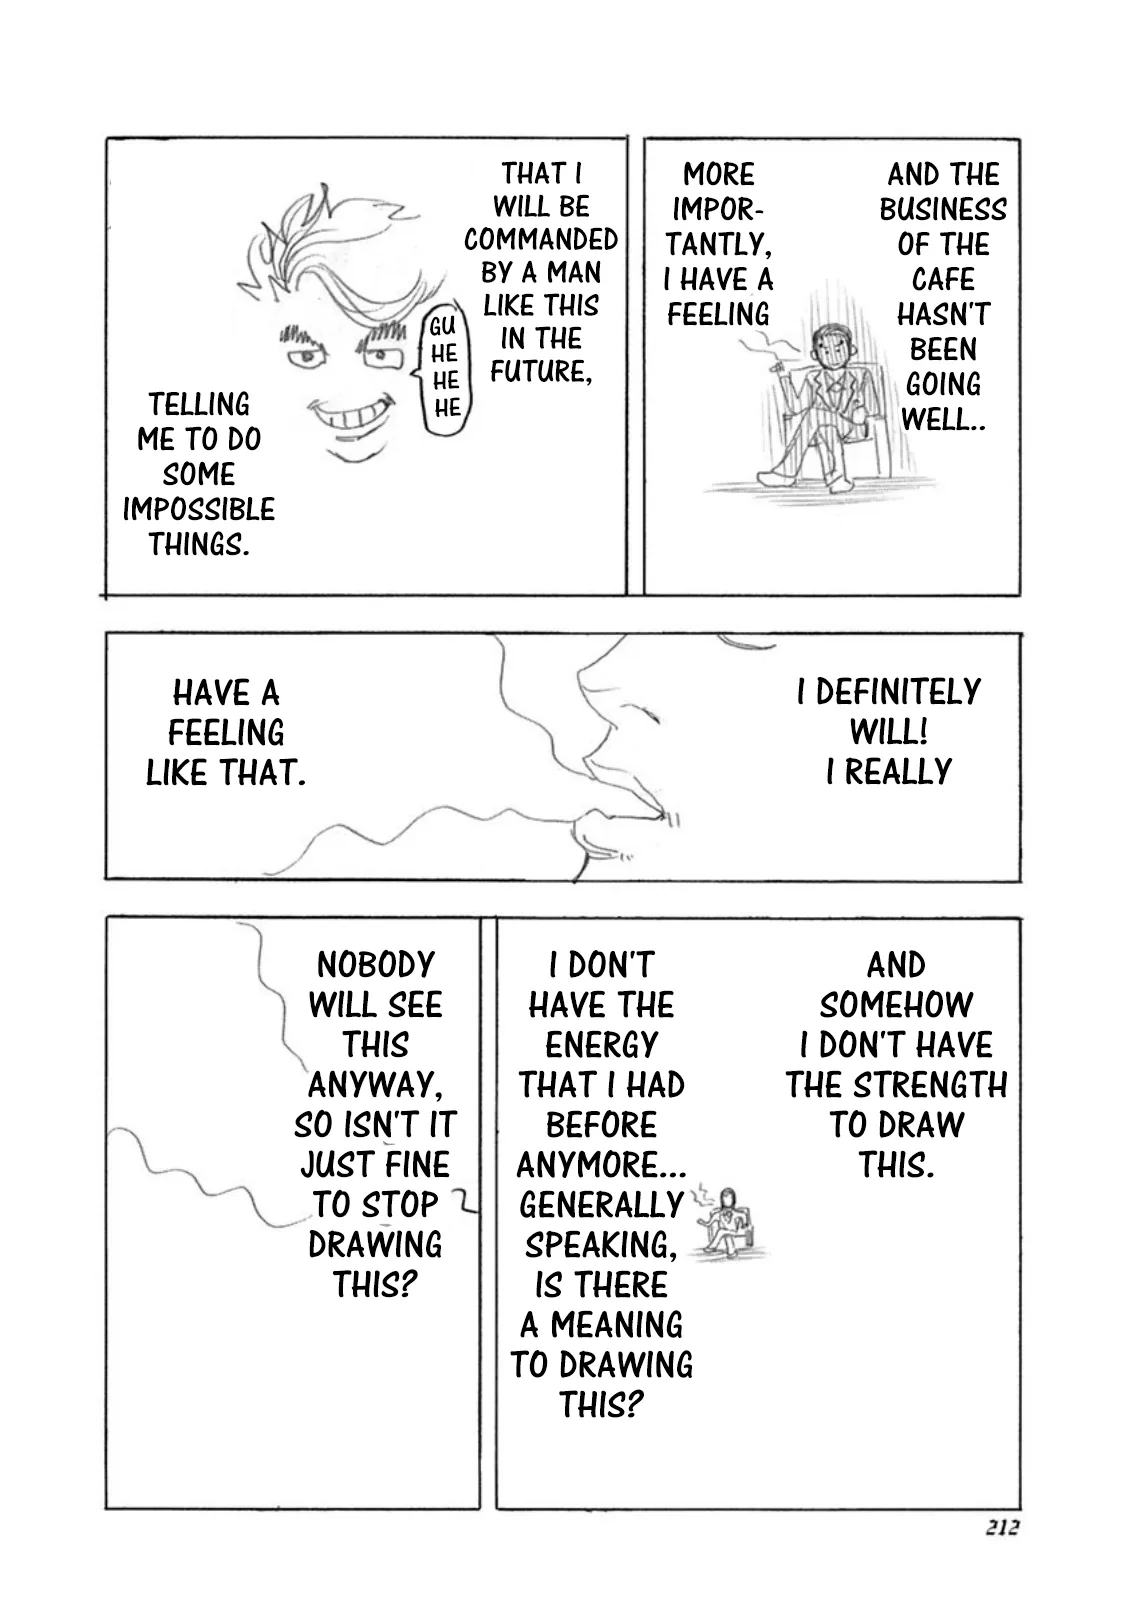 AND THE
BUSINESS
OF THE
CAFE
HASN'T
BEEN
GOING
WELL..
MORE
IMPOR-
TANTLY,
I HAVE A
FEELING
THAT I
WILL BE
COMMANDED
BY A MAN
LIKE THIS
IN THE
FUTURE,
GU
HE
HE
HE
TELLING
ME TO DO
SOME
IMPOSSIBLE
THINGS.
I DEFINITELY
WILL!
I REALLY
HAVE A
FEELING
LIKE THAT.
AND
SOMEHOW
I DON'T HAVE
THE STRENGTH
TO DRAW
THIS.
I DON'T
HAVE THE
ENERGY
THAT I HAD
BEFORE
ANYMORE...
GENERALLY
SPEAKING,
IS THERE
A MEANING
TO DRAWING
THIS?
NOBODY
WILL SEE
THIS
ANYWAY,
SO ISN'T IT
JUST FINE
TO STOP
DRAWING
THIS?
212